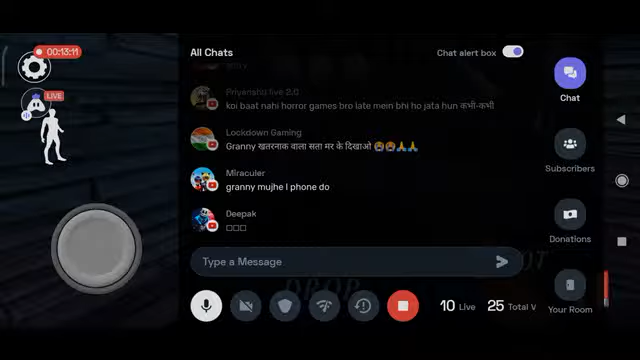 00:13:11
All Chats
Chat alert box
LIVE
Priyanshu live 2.0
koi baat nahi horror games bro late mein bhi ho jata hun कभी-कभी
Chat
Lockdown Gaming
Granny खतरनाक वाला सता मर के दिखाओ 😭😭🙏🙏
Miraculer
granny mujhe I phone do
Subscribers
Deepak
□□□
Donations
Type a Message
DROP
10 Live
25 Total V
Your Room